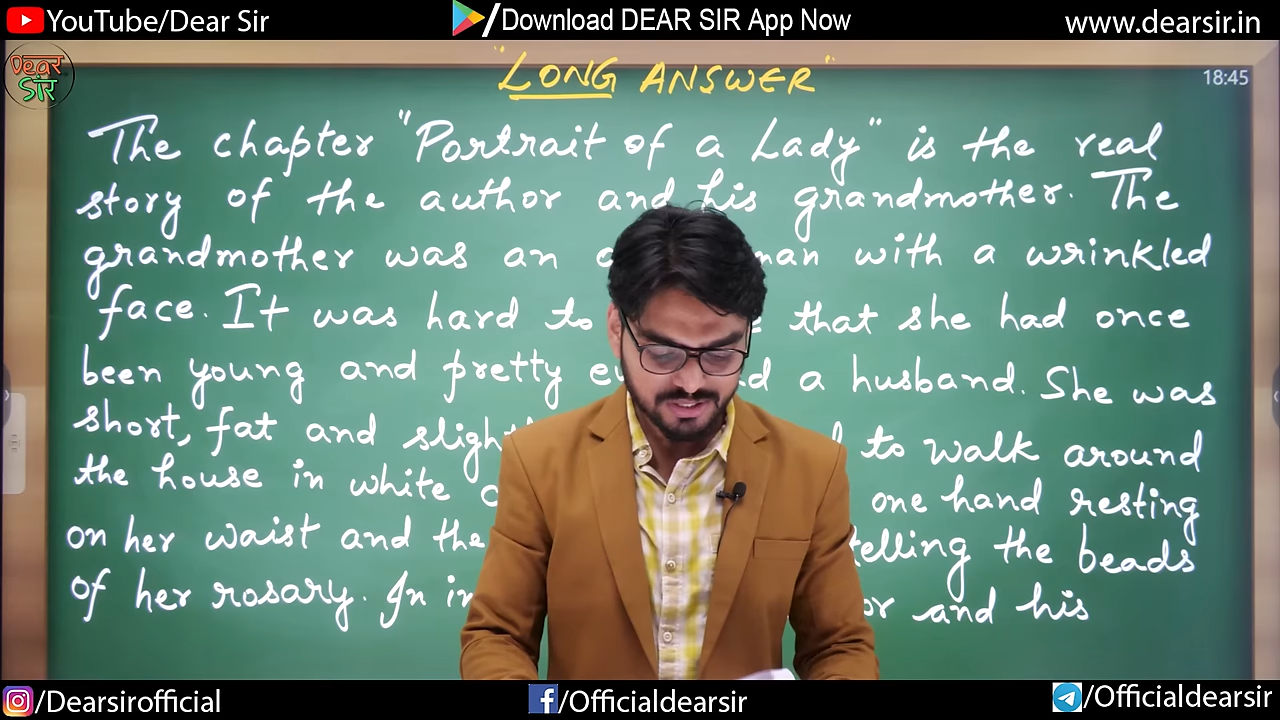 YouTube/Dear Sir
/Download DEAR SIR App Now
www.dearsir.in
Dear
Sir
"LONG ANSWER"
18:45
The chapter "Portrait of a Lady" is the real
story of the author and his grandmother. The
grandmother was an with a wrinkled
face. It was hard to that she had once
been young and pretty a husband. She was
short, fat and to walk around
the house in white one hand resting
on her waist and the telling the beads
of her rosary. In and his
/Dearsirofficial
/Officialdearsir
/Officialdearsir